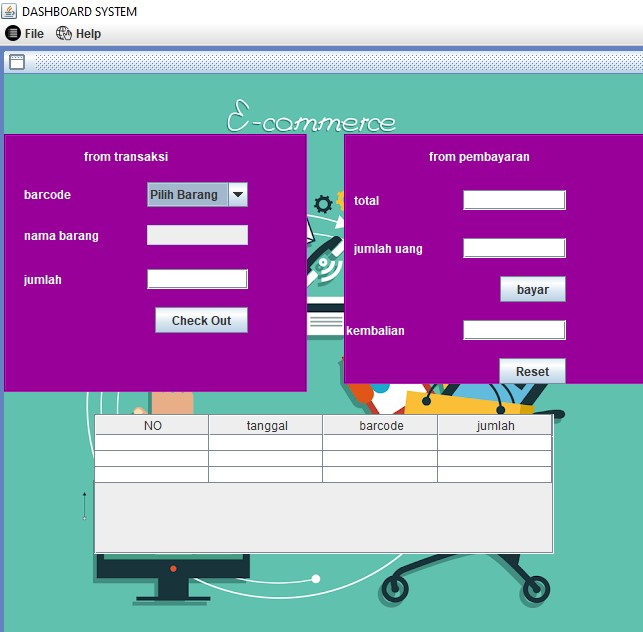 DASHBOARD SYSTEM
File Help
E-commerce
from transaksi
barcode Pilih Barang
nama barang
jumlah
Check Out
from pembayaran
total
jumlah uang
bayar
kembalian
Reset
NO tanggal barcode jumlah